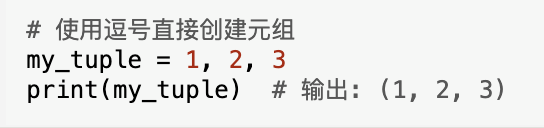 # 使用逗号直接创建元组
my_tuple = 1, 2, 3
print(my_tuple)  # 输出: (1, 2, 3)